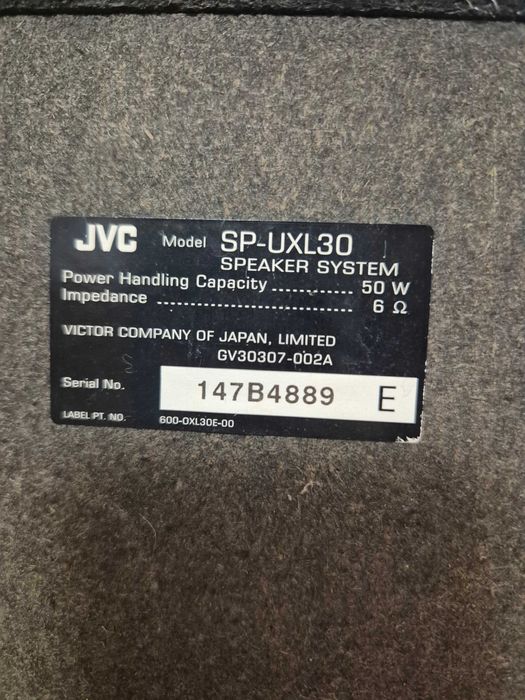 JVC Model SP-UXL30
SPEAKER SYSTEM
Power Handling Capacity ............. 50 W
Impedance ............................... 6 Ω
VICTOR COMPANY OF JAPAN, LIMITED
GV30307-002A
Serial No. 147B4889 E
LABEL PT. NO. 600-OXL30E-00